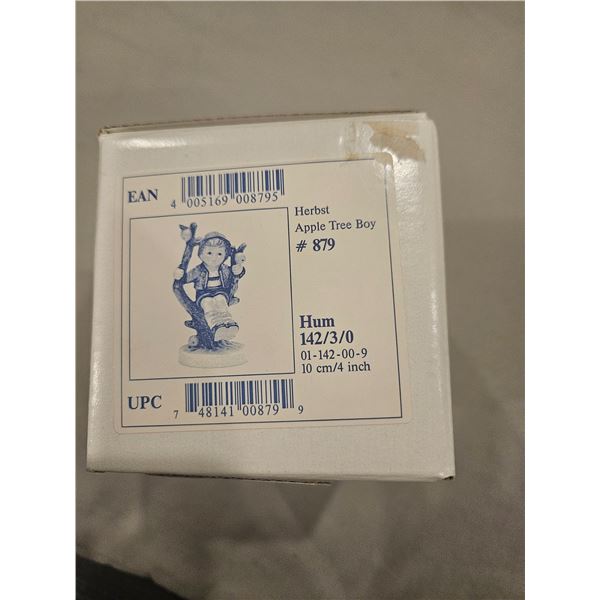 EAN
4 005169 008795
Herbst
Apple Tree Boy
# 879
Hum
142/3/0
01-142-00-9
10 cm/4 inch
UPC
7 48141 00879 9